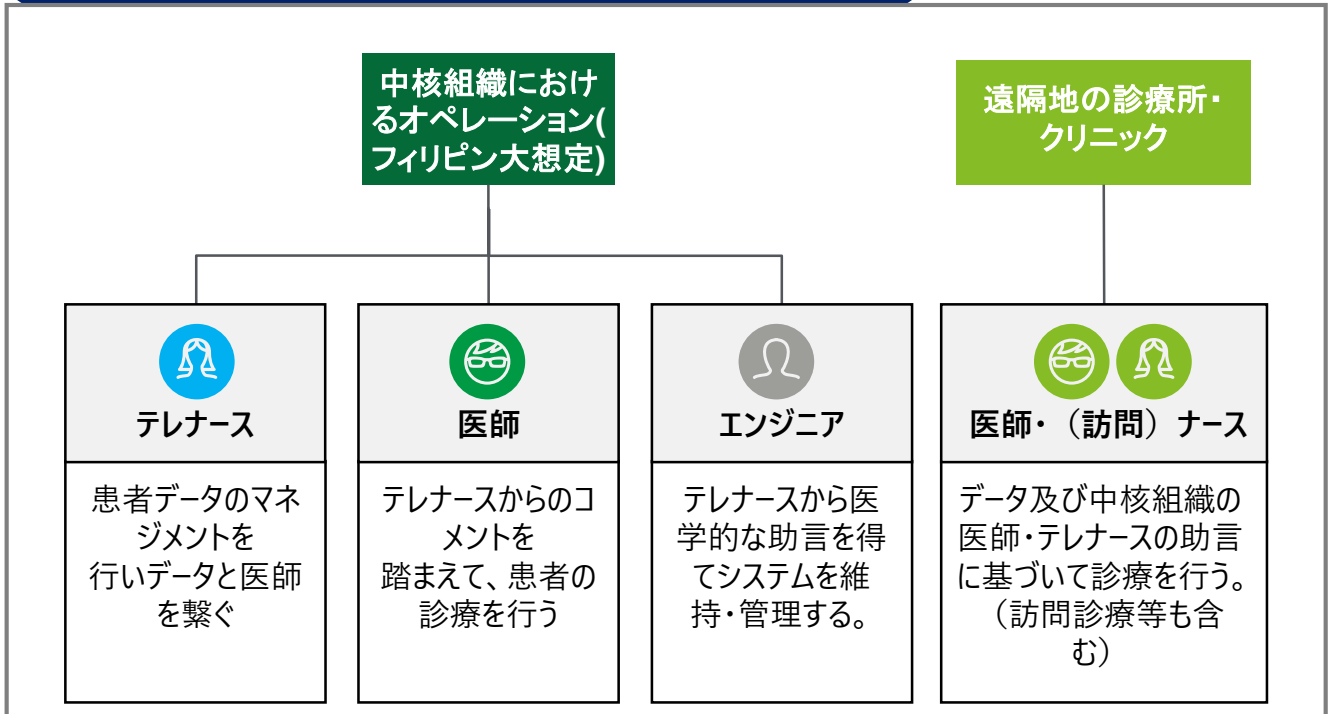 中核組織におけ
るオペレーション(
フィリピン大想定)
遠隔地の診療所・
クリニック
テレナース
患者データのマネ
ジメントを
行いデータと医師
を繋ぐ
医師
テレナースからのコ
メントを
踏まえて、患者の
診療を行う
エンジニア
テレナースから医
学的な助言を得
てシステムを維
持・管理する。
医師・（訪問）ナース
データ及び中核組織の
医師・テレナースの助言
に基づいて診療を行う。
（訪問診療等も含
む）